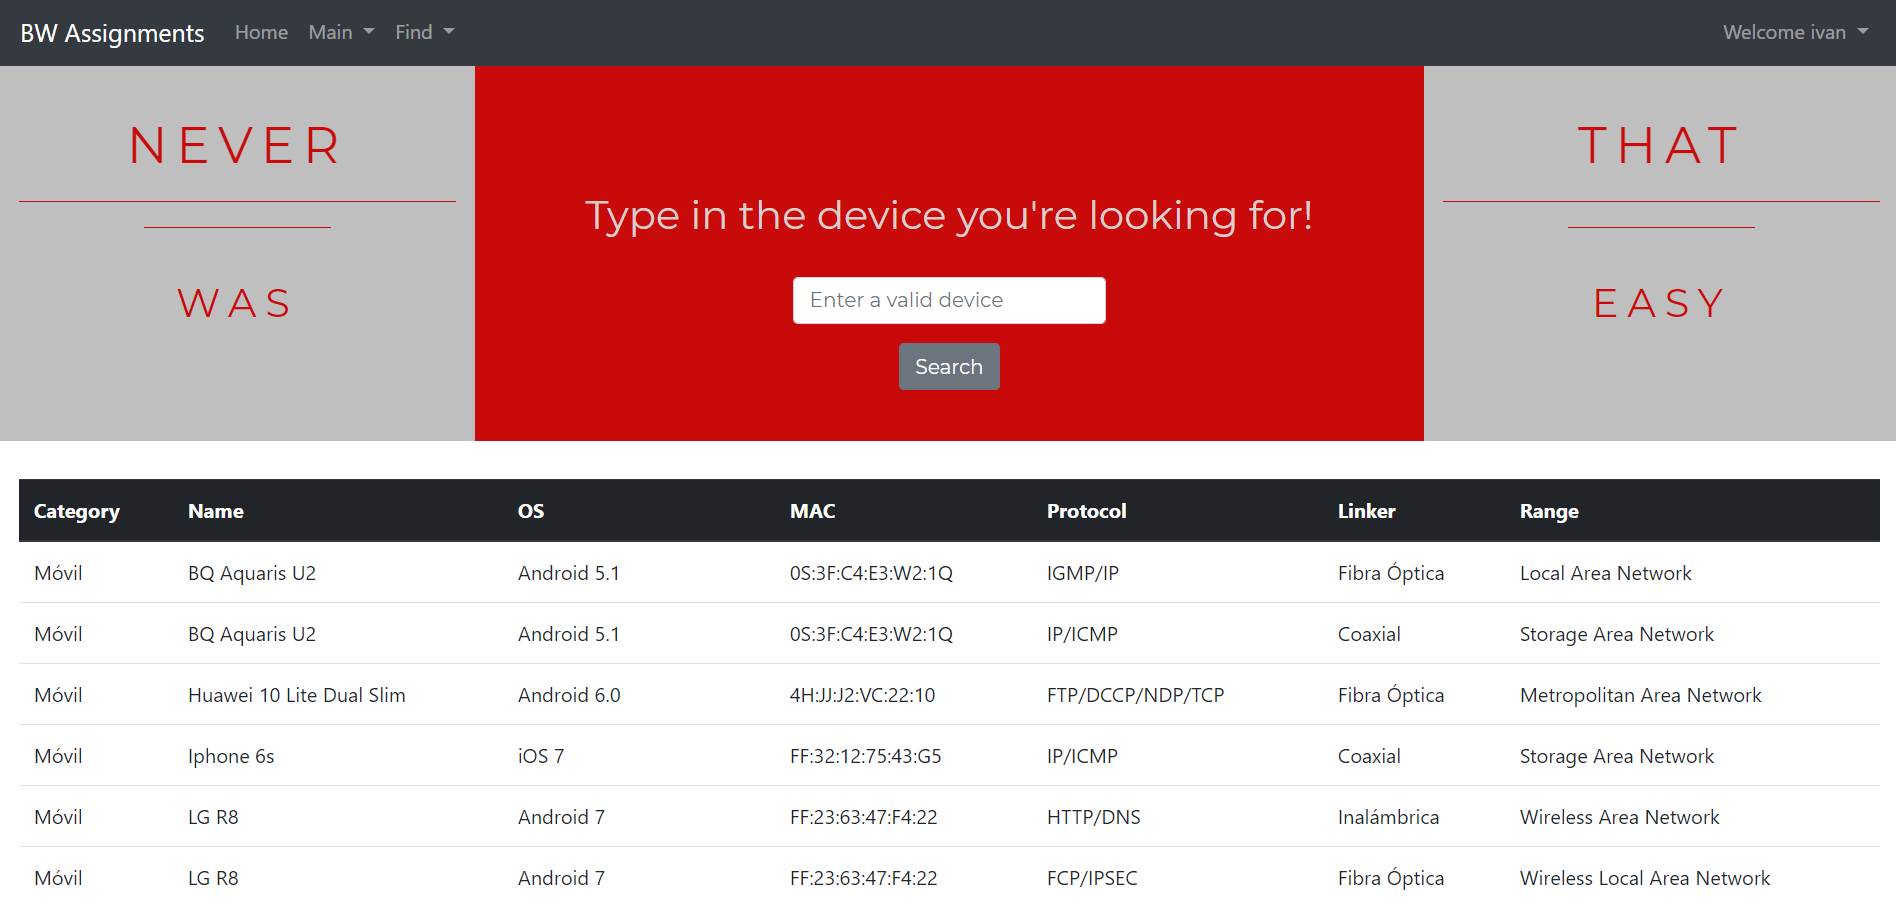 BW Assignments Home Main Find Welcome ivan
NEVER
WAS
Type in the device you're looking for!
Enter a valid device
Search
THAT
EASY
Category Name OS MAC Protocol Linker Range
Móvil BQ Aquaris U2 Android 5.1 0S:3F:C4:E3:W2:1Q IGMP/IP Fibra Óptica Local Area Network
Móvil BQ Aquaris U2 Android 5.1 0S:3F:C4:E3:W2:1Q IP/ICMP Coaxial Storage Area Network
Móvil Huawei 10 Lite Dual Slim Android 6.0 4H:JJ:J2:VC:22:10 FTP/DCCP/NDP/TCP Fibra Óptica Metropolitan Area Network
Móvil Iphone 6s iOS 7 FF:32:12:75:43:G5 IP/ICMP Coaxial Storage Area Network
Móvil LG R8 Android 7 FF:23:63:47:F4:22 HTTP/DNS Inalámbrica Wireless Area Network
Móvil LG R8 Android 7 FF:23:63:47:F4:22 FCP/IPSEC Fibra Óptica Wireless Local Area Network